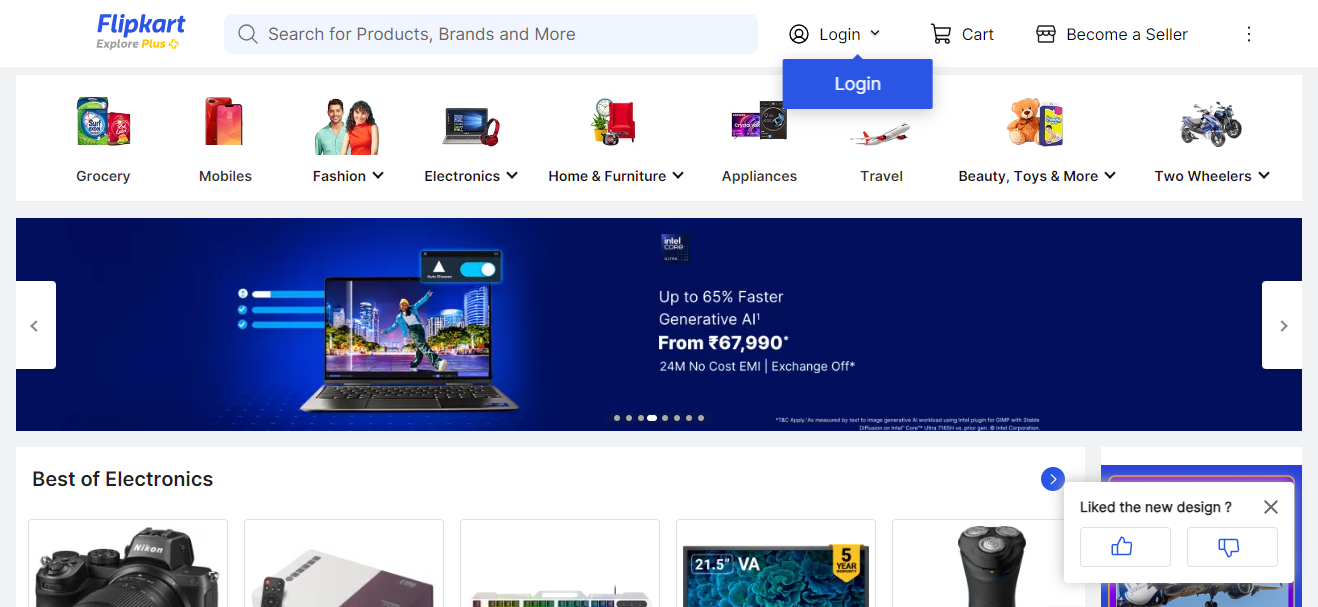 Flipkart
Explore Plus
Search for Products, Brands and More
Login
Cart
Become a Seller
Login
Grocery
Mobiles
Fashion
Electronics
Home & Furniture
Appliances
Travel
Beauty, Toys & More
Two Wheelers
intel
CORE
ULTRA
Up to 65% Faster
Generative AI¹
From ₹67,990*
24M No Cost EMI | Exchange Off*
*T&C Apply.¹As measured by text to image generative AI workload using Intel plugin for GIMP with Stable
Diffusion on Intel® Core™ Ultra 7165H vs. prior gen. © Intel Corporation.
Best of Electronics
Liked the new design ?
Nikon
21.5" VA
5
YEAR
WARRANTY